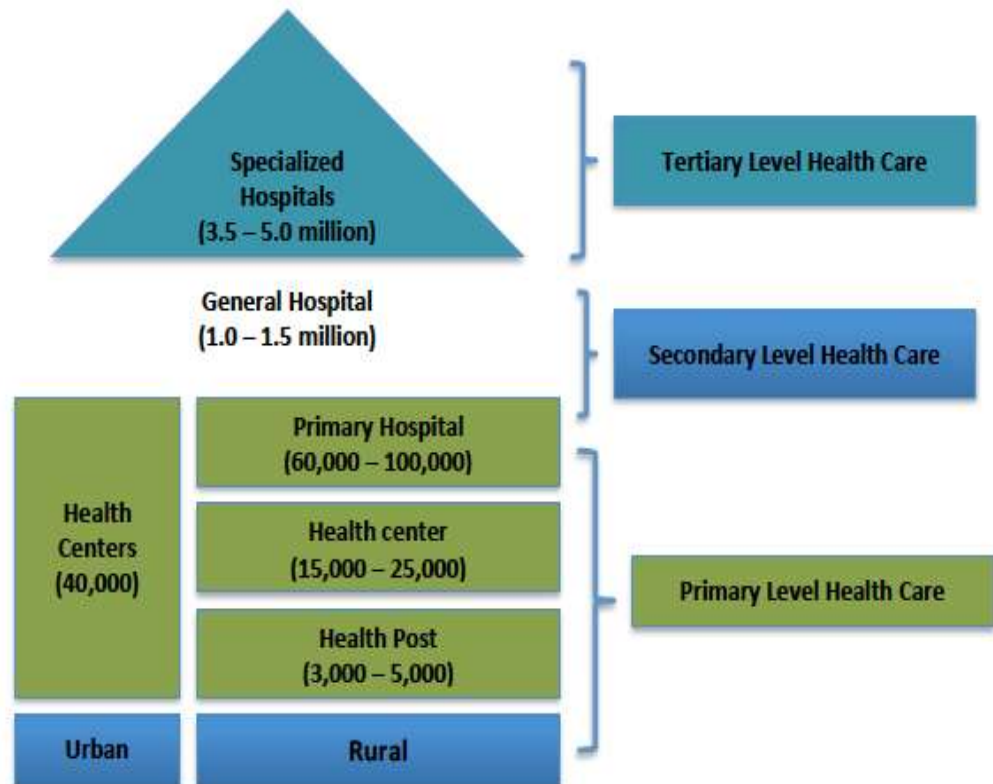 Specialized
Hospitals
(3.5 – 5.0 million)
Tertiary Level Health Care
General Hospital
(1.0 – 1.5 million)
Secondary Level Health Care
Health
Centers
(40,000)
Primary Hospital
(60,000 – 100,000)
Health center
(15,000 – 25,000)
Health Post
(3,000 – 5,000)
Primary Level Health Care
Urban
Rural